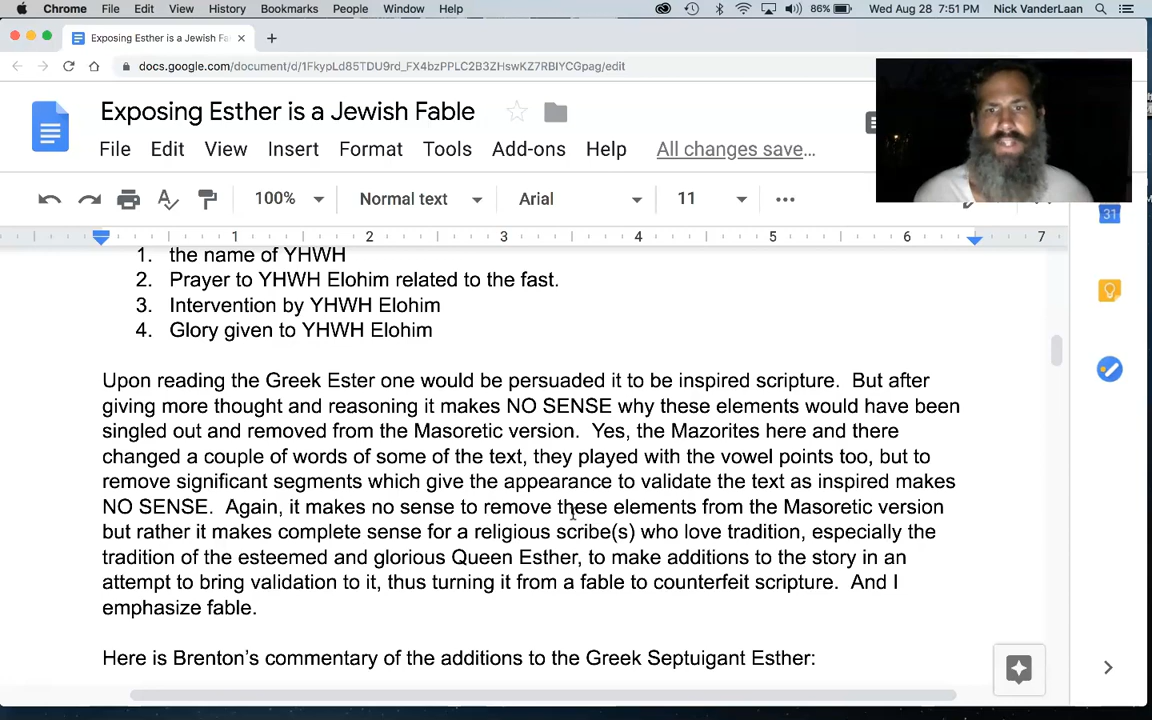 Chrome File Edit View History Bookmarks People Window Help 86% Wed Aug 28 7:51 PM Nick VanderLaan
Exposing Esther is a Jewish Fa
docs.google.com/document/d/1FkypLd85TDU9rd_FX4bzPPLC2B3ZHswKZ7RBIYCGpag/edit
Exposing Esther is a Jewish Fable
File Edit View Insert Format Tools Add-ons Help All changes save...
100% Normal text Arial 11
1 2 3 4 5 6 7
31
1. the name of YHWH
2. Prayer to YHWH Elohim related to the fast.
3. Intervention by YHWH Elohim
4. Glory given to YHWH Elohim
Upon reading the Greek Ester one would be persuaded it to be inspired scripture. But after
giving more thought and reasoning it makes NO SENSE why these elements would have been
singled out and removed from the Masoretic version. Yes, the Mazorites here and there
changed a couple of words of some of the text, they played with the vowel points too, but to
remove significant segments which give the appearance to validate the text as inspired makes
NO SENSE. Again, it makes no sense to remove these elements from the Masoretic version
but rather it makes complete sense for a religious scribe(s) who love tradition, especially the
tradition of the esteemed and glorious Queen Esther, to make additions to the story in an
attempt to bring validation to it, thus turning it from a fable to counterfeit scripture. And I
emphasize fable.
Here is Brenton's commentary of the additions to the Greek Septuigant Esther: